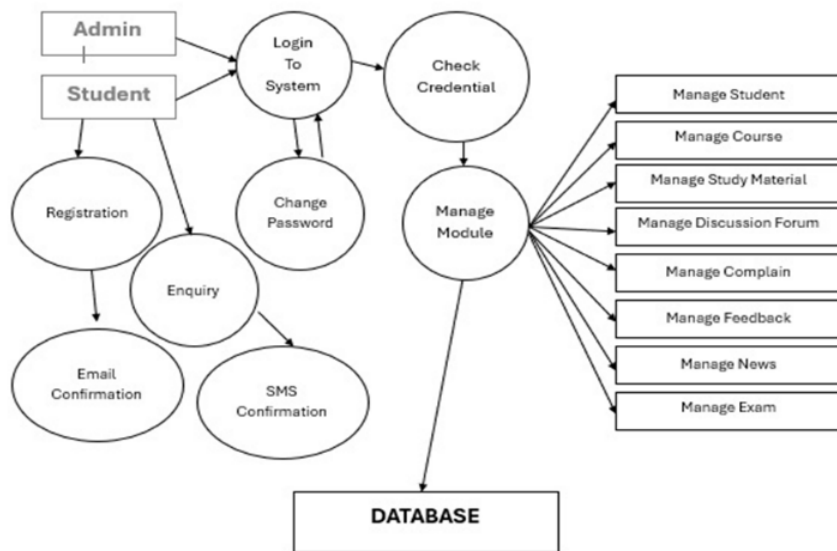 Admin
Student
Login
To
System
Check
Credential
Registration
Change
Password
Manage
Module
Enquiry
Email
Confirmation
SMS
Confirmation
Manage Student
Manage Course
Manage Study Material
Manage Discussion Forum
Manage Complain
Manage Feedback
Manage News
Manage Exam
DATABASE